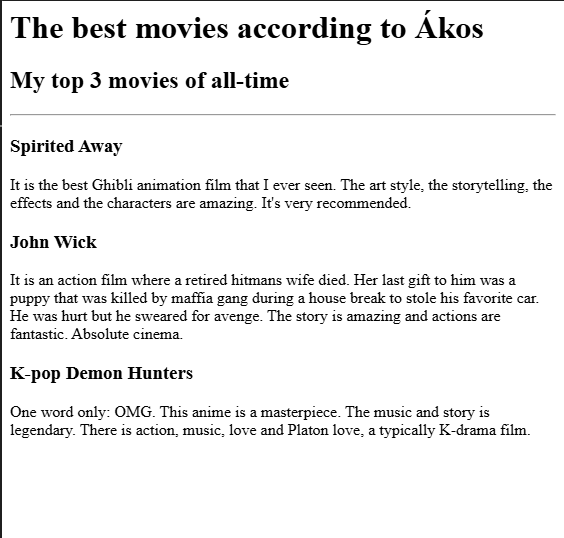 The best movies according to Ákos
My top 3 movies of all-time
Spirited Away
It is the best Ghibli animation film that I ever seen. The art style, the storytelling, the
effects and the characters are amazing. It's very recommended.
John Wick
It is an action film where a retired hitmans wife died. Her last gift to him was a
puppy that was killed by maffia gang during a house break to stole his favorite car.
He was hurt but he sweared for avenge. The story is amazing and actions are
fantastic. Absolute cinema.
K-pop Demon Hunters
One word only: OMG. This anime is a masterpiece. The music and story is
legendary. There is action, music, love and Platon love, a typically K-drama film.